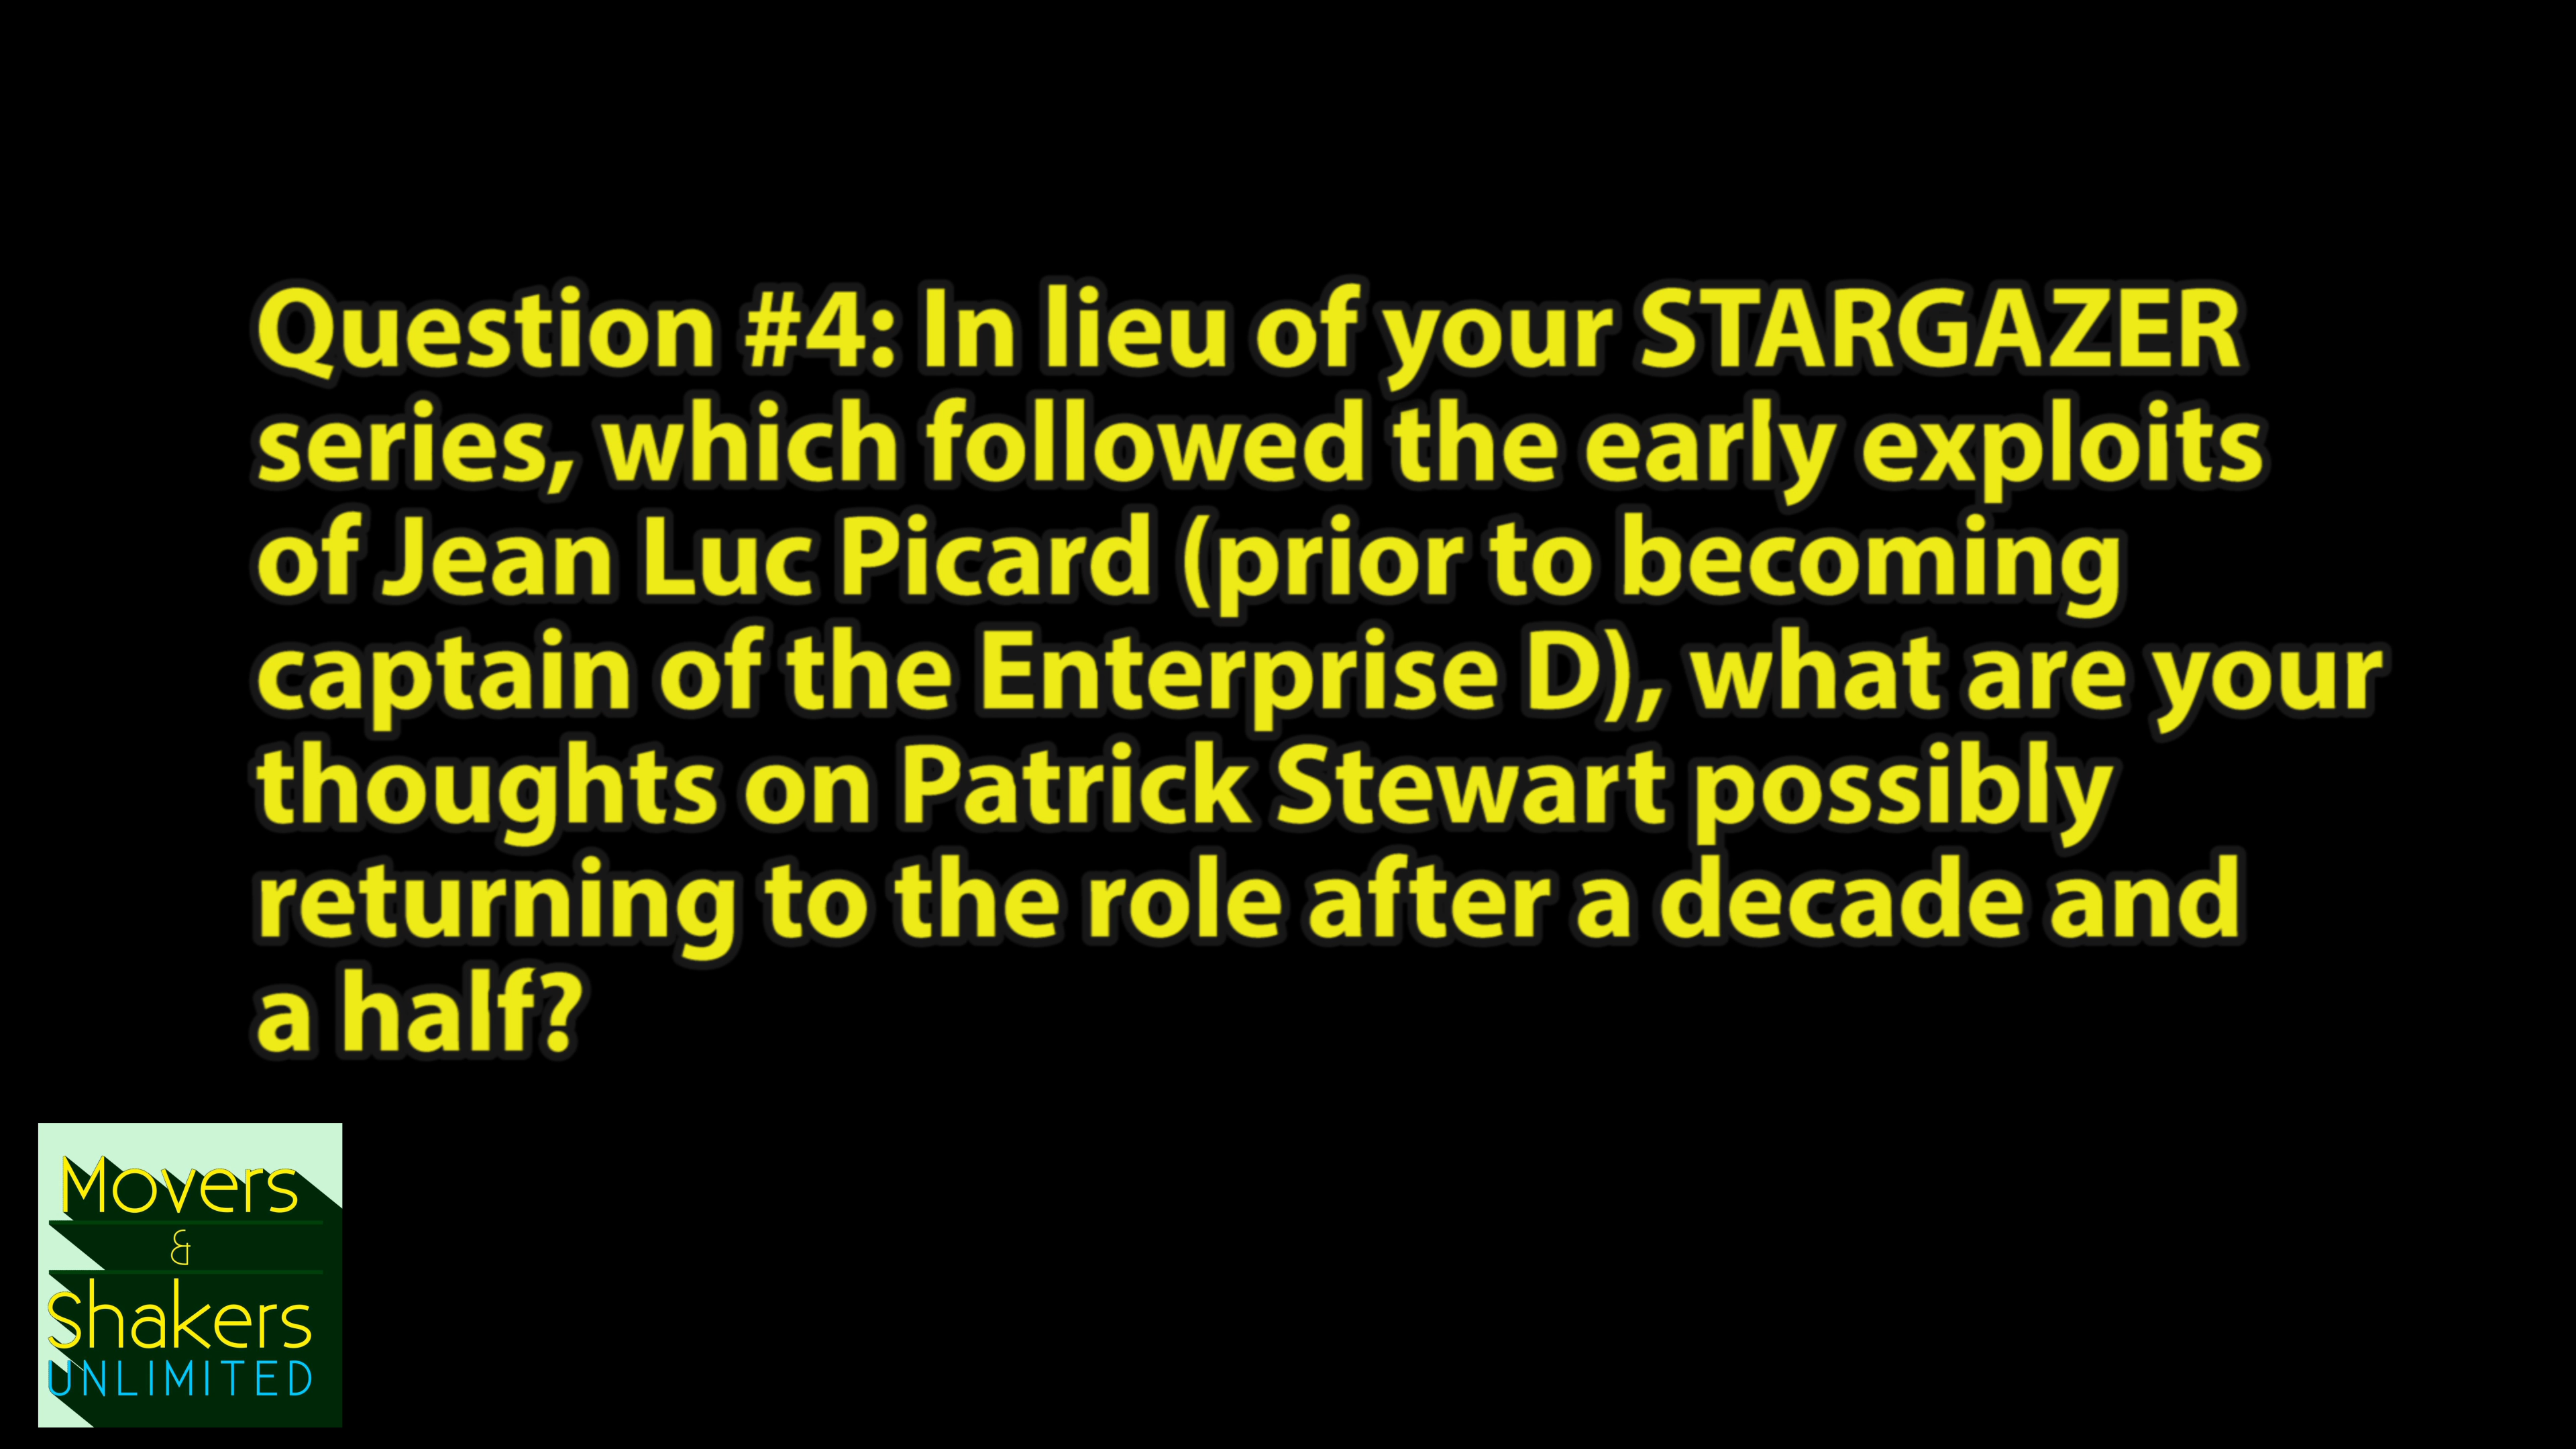 Question #4: In lieu of your STARGAZER
series, which followed the early exploits
of Jean Luc Picard (prior to becoming
captain of the Enterprise D), what are your
thoughts on Patrick Stewart possibly
returning to the role after a decade and
a half?
Movers
&
Shakers
UNLIMITED